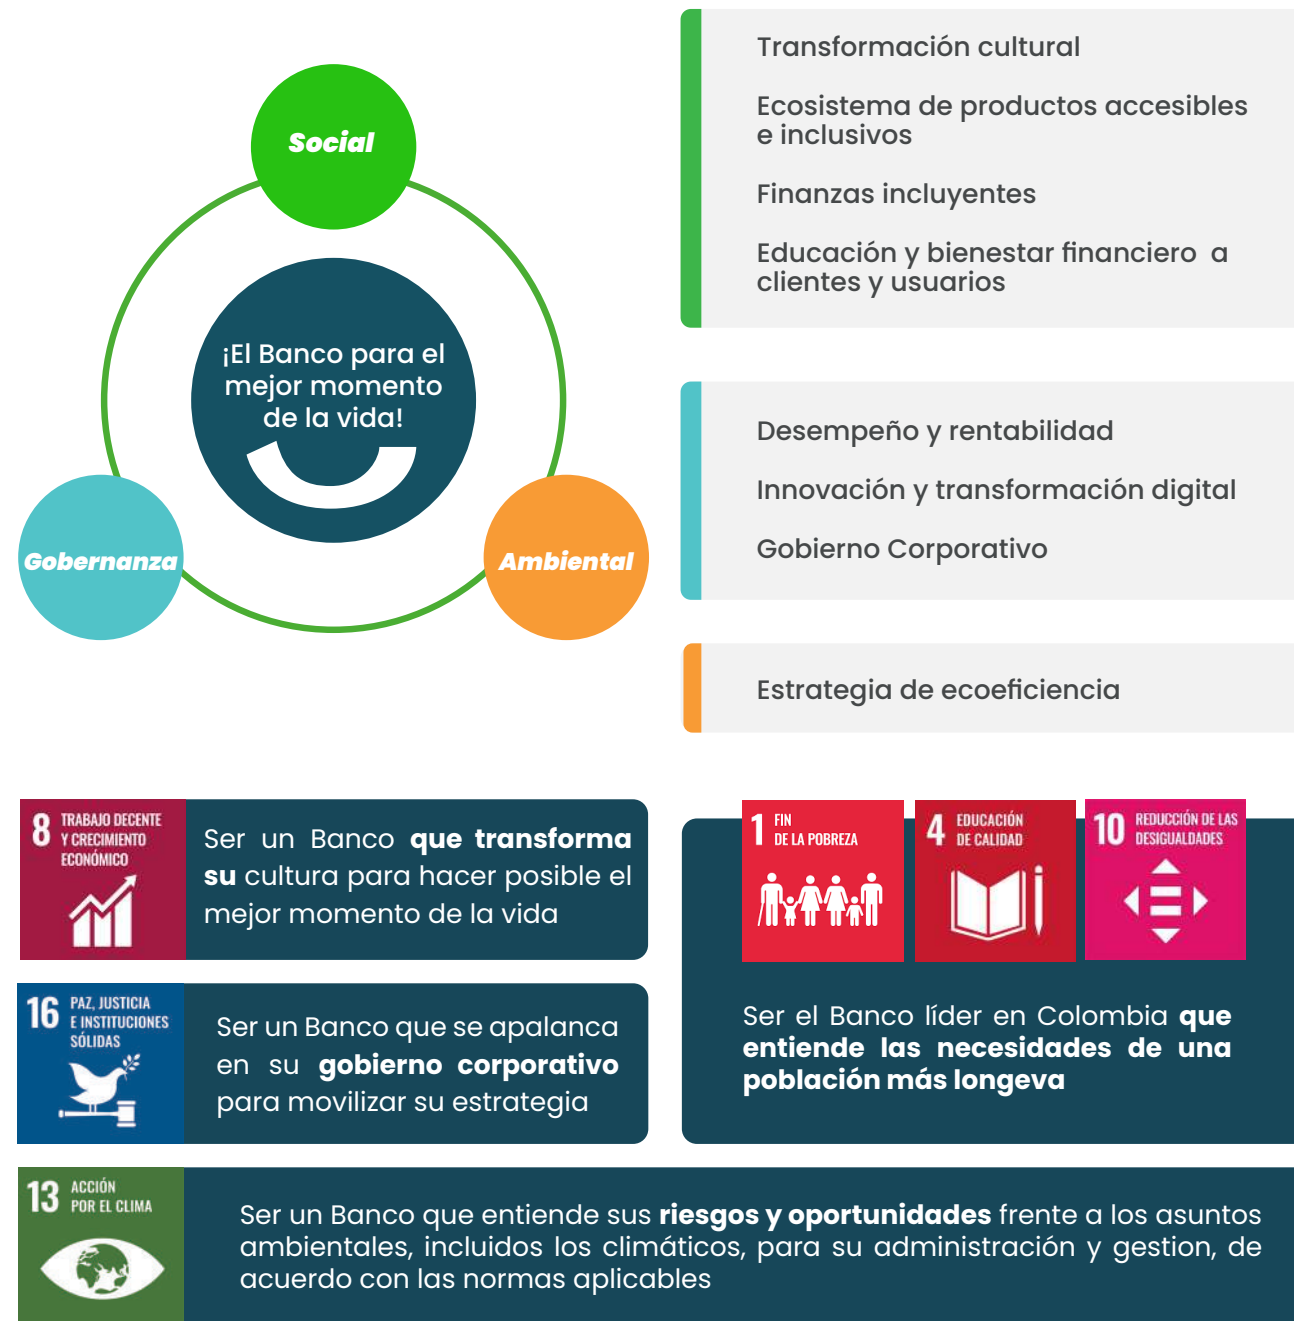 Social
¡El Banco para el
mejor momento
de la vida!
Gobernanza
Ambiental
Transformación cultural
Ecosistema de productos accesibles
e inclusivos
Finanzas incluyentes
Educación y bienestar financiero a
clientes y usuarios
Desempeño y rentabilidad
Innovación y transformación digital
Gobierno Corporativo
Estrategia de ecoeficiencia
8 TRABAJO DECENTE
Y CRECIMIENTO
ECONÓMICO
Ser un Banco que transforma
su cultura para hacer posible el
mejor momento de la vida
16 PAZ, JUSTICIA
E INSTITUCIONES
SÓLIDAS
Ser un Banco que se apalanca
en su gobierno corporativo
para movilizar su estrategia
1 FIN
DE LA POBREZA
4 EDUCACIÓN
DE CALIDAD
10 REDUCCIÓN DE LAS
DESIGUALDADES
Ser el Banco líder en Colombia que
entiende las necesidades de una
población más longeva
13 ACCIÓN
POR EL CLIMA
Ser un Banco que entiende sus riesgos y oportunidades frente a los asuntos
ambientales, incluidos los climáticos, para su administración y gestion, de
acuerdo con las normas aplicables